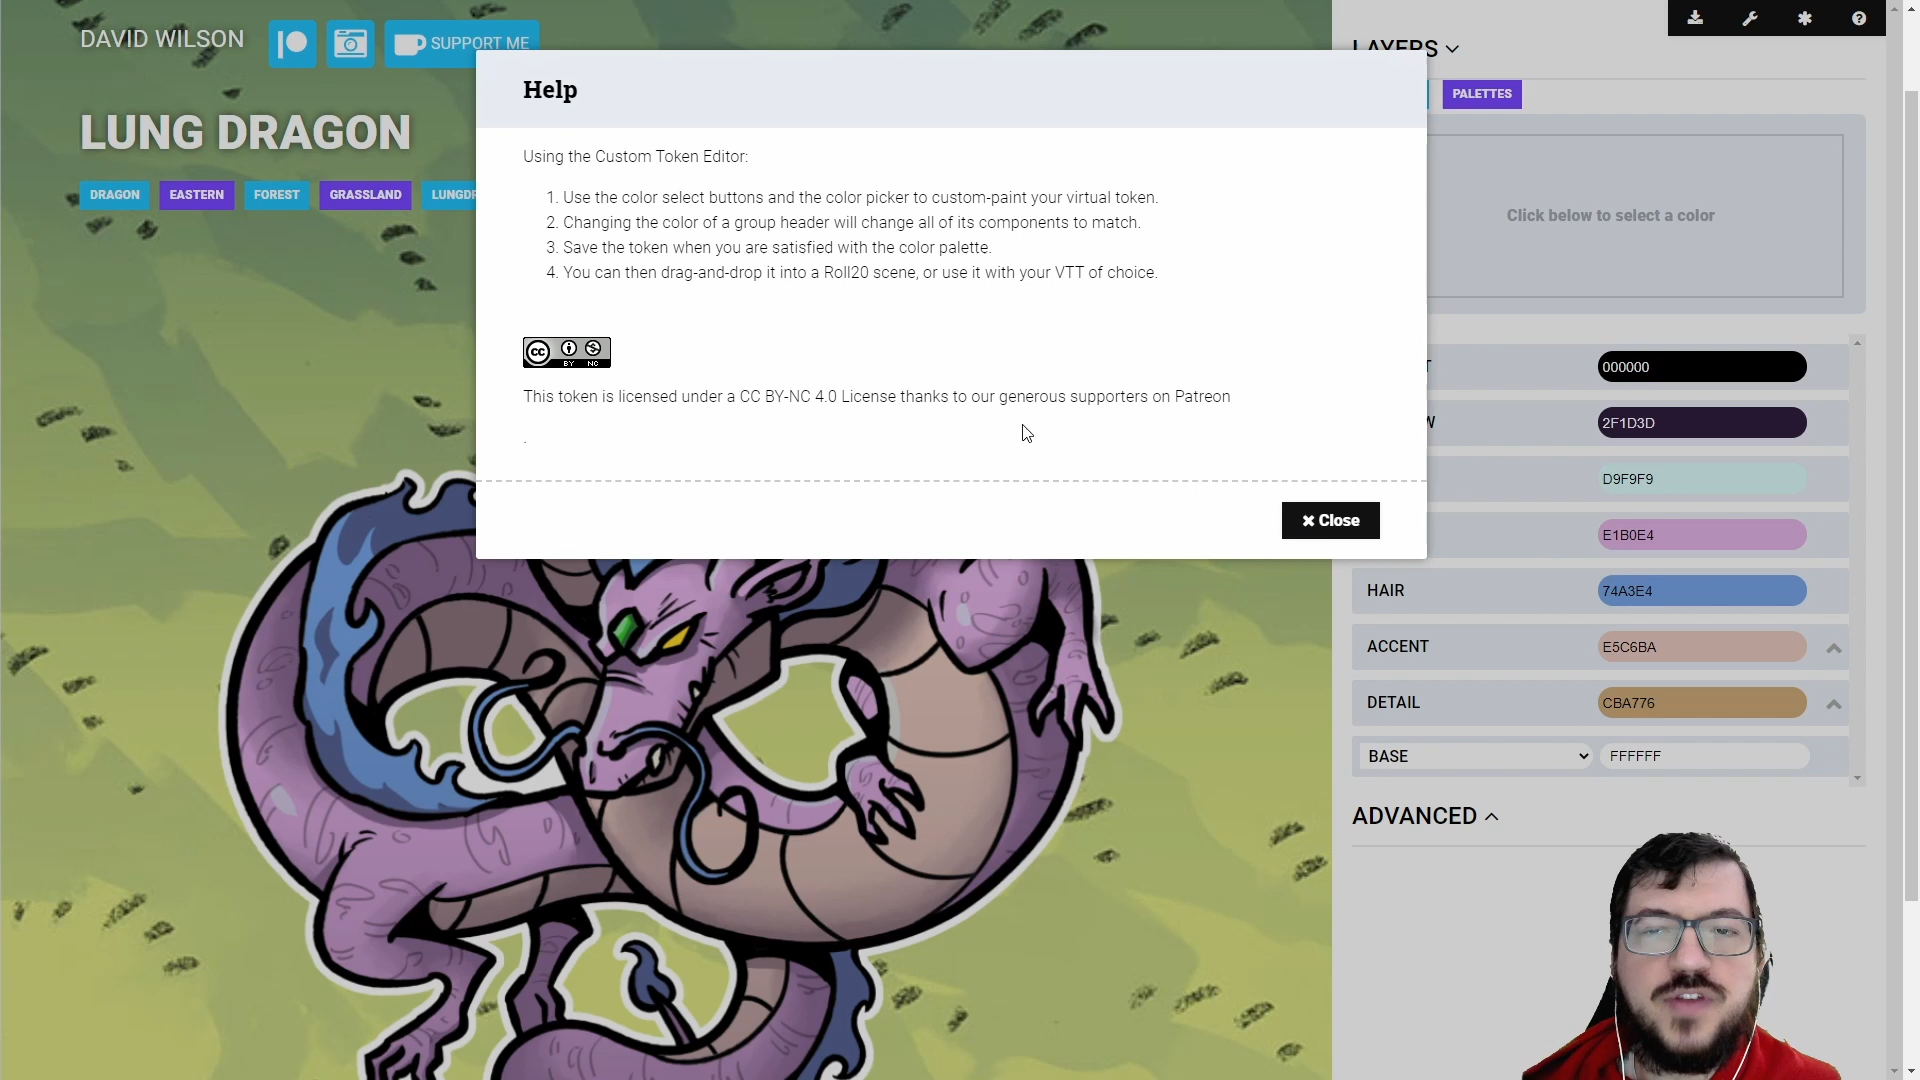 DAVID WILSON
SUPPORT ME
LUNG DRAGON
DRAGON
EASTERN
FOREST
GRASSLAND
Help
Using the Custom Token Editor:
1. Use the color select buttons and the color picker to custom-paint your virtual token.
2. Changing the color of a group header will change all of its components to match.
3. Save the token when you are satisfied with the color palette.
4. You can then drag-and-drop it into a Roll20 scene, or use it with your VTT of choice.
cc BY NC
This token is licensed under a CC BY-NC 4.0 License thanks to our generous supporters on Patreon
.
Close
LAYERS
PALETTES
Click below to select a color
000000
2F1D3D
D9F9F9
E1B0E4
HAIR 74A3E4
ACCENT E5C6BA
DETAIL CBA776
BASE FFFFFF
ADVANCED